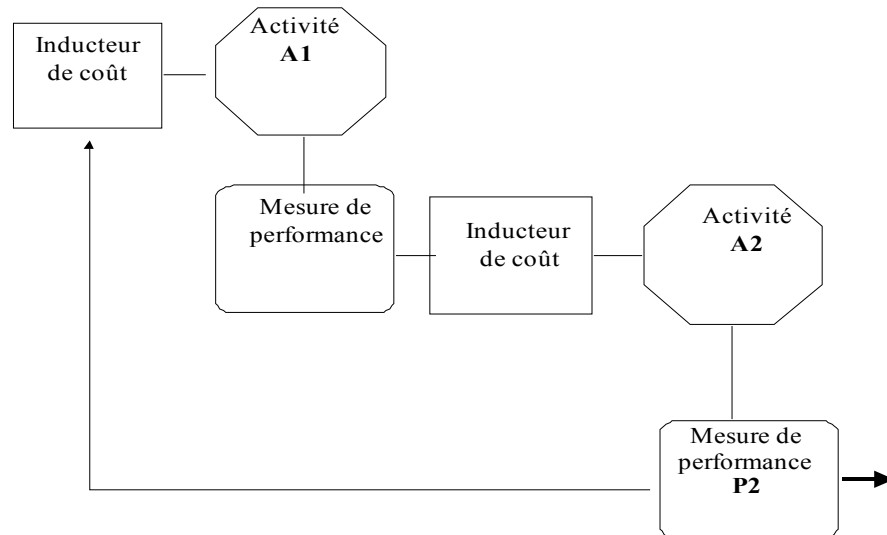 Inducteur
de coût
Activité
A1
Mesure de
performance
Inducteur
de coût
Activité
A2
Mesure de
performance
P2